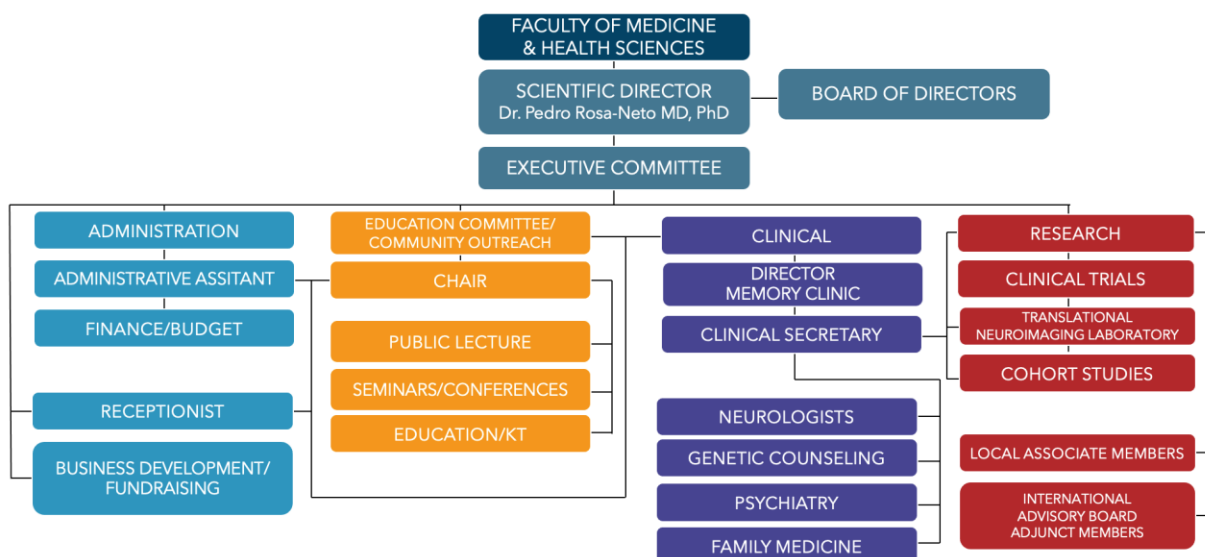 FACULTY OF MEDICINE
& HEALTH SCIENCES
SCIENTIFIC DIRECTOR
Dr. Pedro Rosa-Neto MD, PhD
BOARD OF DIRECTORS
EXECUTIVE COMMITTEE
ADMINISTRATION
ADMINISTRATIVE ASSITANT
FINANCE/BUDGET
RECEPTIONIST
BUSINESS DEVELOPMENT/
FUNDRAISING
EDUCATION COMMITTEE/
COMMUNITY OUTREACH
CHAIR
PUBLIC LECTURE
SEMINARS/CONFERENCES
EDUCATION/KT
CLINICAL
DIRECTOR
MEMORY CLINIC
CLINICAL SECRETARY
NEUROLOGISTS
GENETIC COUNSELING
PSYCHIATRY
FAMILY MEDICINE
RESEARCH
CLINICAL TRIALS
TRANSLATIONAL
NEUROIMAGING LABORATORY
COHORT STUDIES
LOCAL ASSOCIATE MEMBERS
INTERNATIONAL
ADVISORY BOARD
ADJUNCT MEMBERS